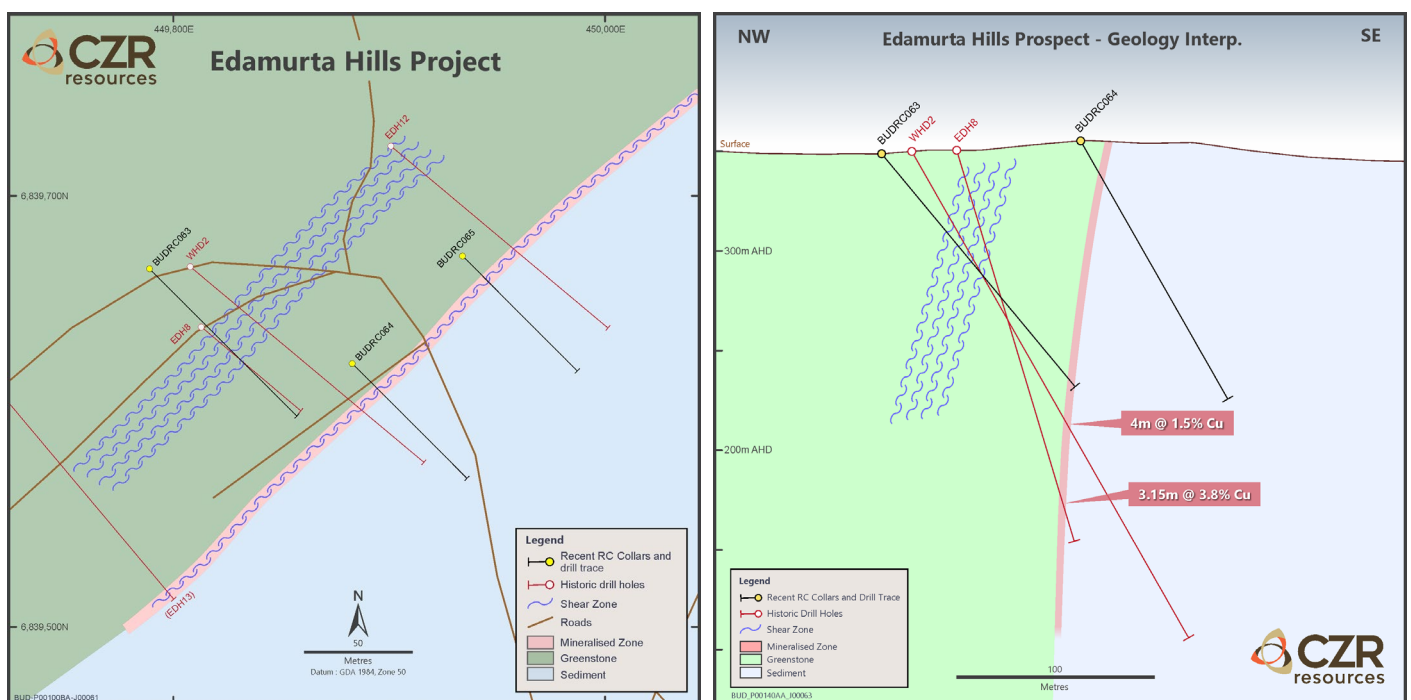 449,800E
450,000E
CZR
resources
Edamurta Hills Project
EDH12
6,839,700N
BUDRC063
WHD2
BUDRC065
EDH8
BUDRC064
(EDH13)
6,839,500N
N
50
Metres
Datum : GDA 1984, Zone 50
Legend
Recent RC Collars and
drill trace
Historic drill holes
Shear Zone
Roads
Mineralised Zone
Greenstone
Sediment
BUD-P00100BA-J00061
NW
Edamurta Hills Prospect - Geology Interp.
SE
BUDRC063
WHD2
EDH8
BUDRC064
Surface
300m AHD
4m @ 1.5% Cu
200m AHD
3.15m @ 3.8% Cu
Legend
Recent RC Collars and Drill Trace
Historic Drill Holes
Shear Zone
Mineralised Zone
Greenstone
Sediment
BUD_P00140AA_J00063
100
Metres
CZR
resources